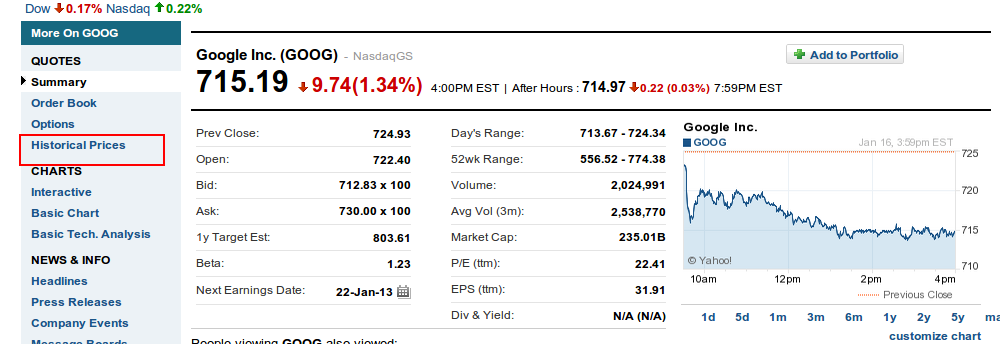 Dow 0.17% Nasdaq 0.22%
More On GOOG
QUOTES
Summary
Order Book
Options
Historical Prices
CHARTS
Interactive
Basic Chart
Basic Tech. Analysis
NEWS & INFO
Headlines
Press Releases
Company Events
Message Boards
Google Inc. (GOOG) - NasdaqGS
Add to Portfolio
715.19 9.74(1.34%) 4:00PM EST | After Hours : 714.97 0.22 (0.03%) 7:59PM EST
Prev Close: 724.93
Open: 722.40
Bid: 712.83 x 100
Ask: 730.00 x 100
1y Target Est: 803.61
Beta: 1.23
Next Earnings Date: 22-Jan-13
Day's Range: 713.67 - 724.34
52wk Range: 556.52 - 774.38
Volume: 2,024,991
Avg Vol (3m): 2,538,770
Market Cap: 235.01B
P/E (ttm): 22.41
EPS (ttm): 31.91
Div & Yield: N/A (N/A)
Google Inc.
GOOG Jan 16, 3:59pm EST
725
720
715
710
© Yahoo!
10am 12pm 2pm 4pm
Previous Close
1d 5d 1m 3m 6m 1y 2y 5y ma
customize chart
People viewing GOOG also viewed: